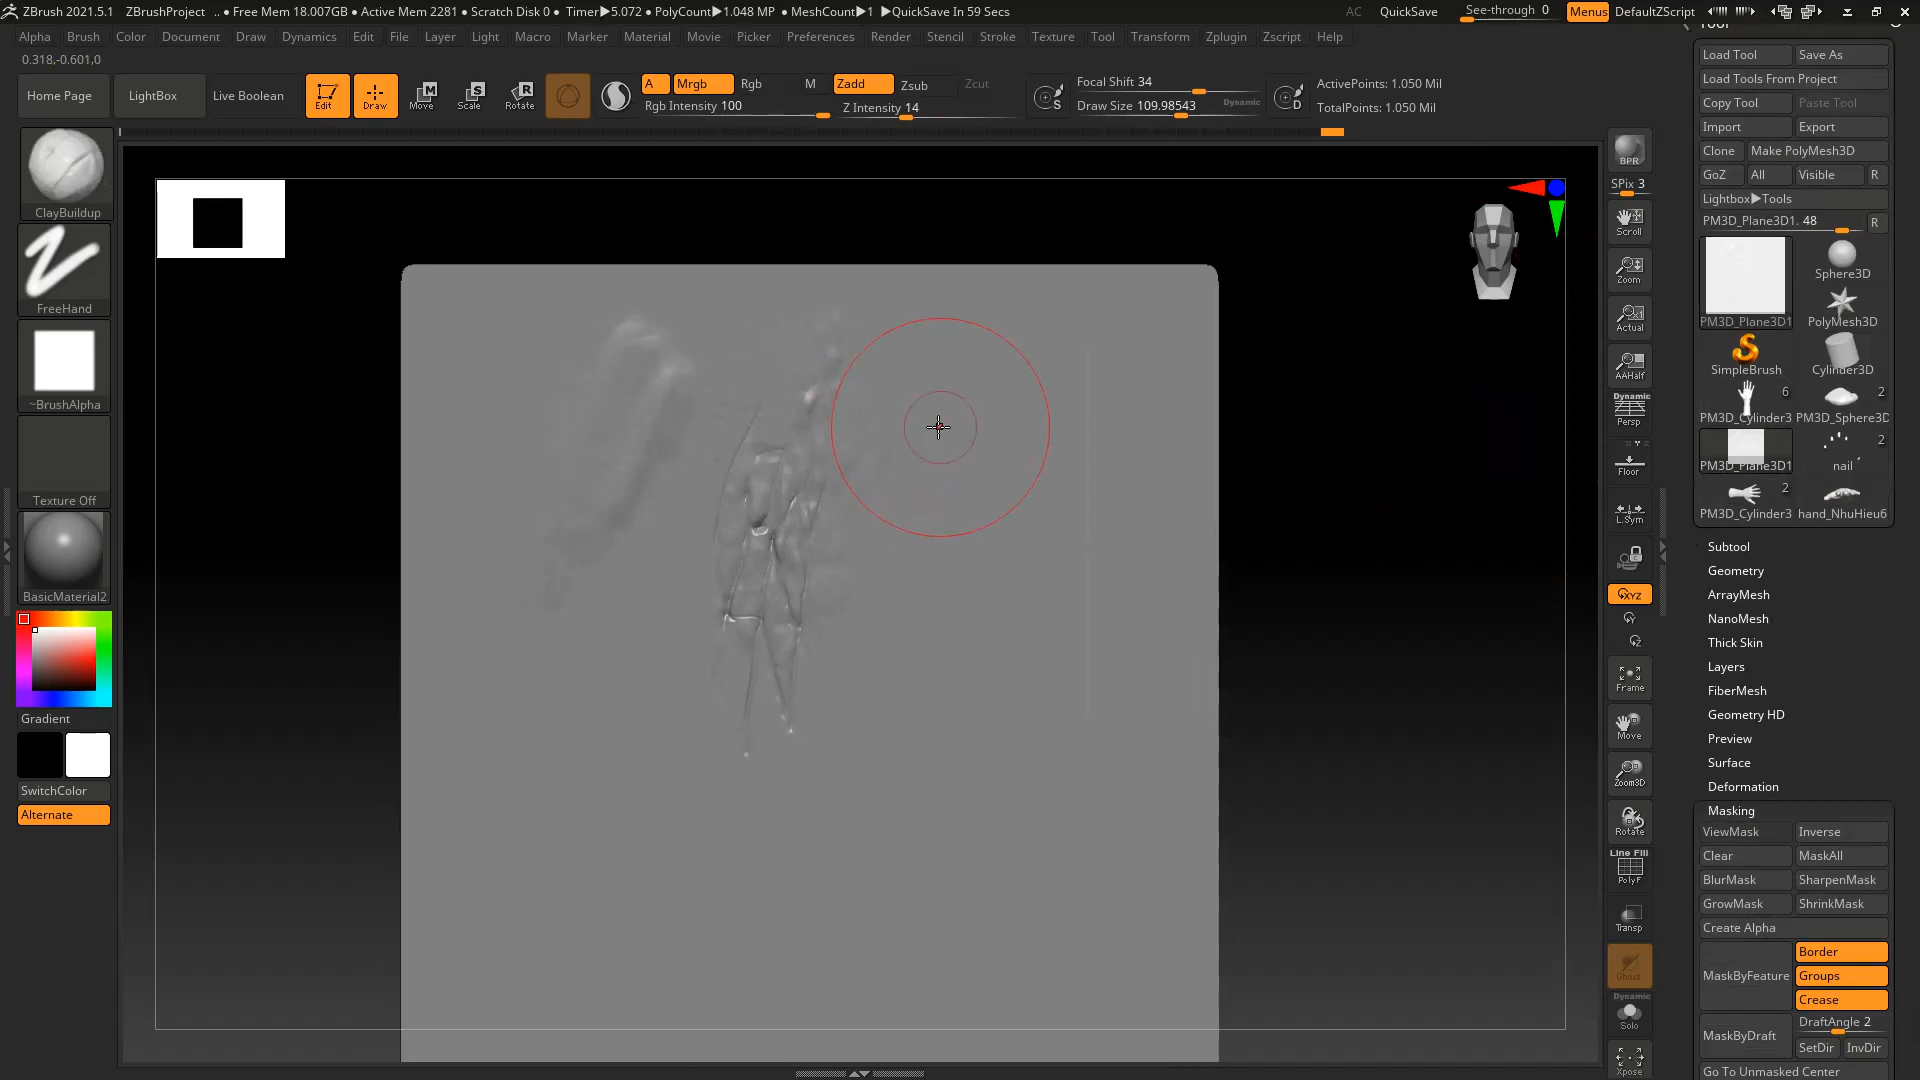 ZBrush 2021.5.1 ZBrushProject .. • Free Mem 18.007GB • Active Mem 2281 • Scratch Disk 0 • Timer▶5.072 • PolyCount▶1.048 MP • MeshCount▶1 ▶QuickSave In 59 Secs AC QuickSave See-through 0 Menus DefaultZScript
Alpha Brush Color Document Draw Dynamics Edit File Layer Light Macro Marker Material Movie Picker Preferences Render Stencil Stroke Texture Tool Transform Zplugin Zscript Help
0.318,-0.601,0
Home Page LightBox Live Boolean Edit Draw Move Scale Rotate A Mrgb Rgb M Zadd Zsub Zcut
Rgb Intensity 100 Z Intensity 14
S Focal Shift 34
Draw Size 109.98543 Dynamic D
ActivePoints: 1.050 Mil
TotalPoints: 1.050 Mil
ClayBuildup
FreeHand
~BrushAlpha
Texture Off
BasicMaterial2
Gradient
SwitchColor
Alternate
BPR
SPix 3
Scroll
Zoom
Actual
AAHalf
Dynamic
Persp
Floor
L.Sym
XYZ
Y
Z
Frame
Move
Zoom3D
Rotate
Line Fill
PolyF
Transp
Ghost
Dynamic
Solo
Xpose
Load Tool Save As
Load Tools From Project
Copy Tool Paste Tool
Import Export
Clone Make PolyMesh3D
GoZ All Visible R
Lightbox▶Tools
PM3D_Plane3D1. 48 R
PM3D_Plane3D1 Sphere3D
PolyMesh3D
SimpleBrush Cylinder3D
6 2
PM3D_Cylinder3 PM3D_Sphere3D
2
PM3D_Plane3D1 nail
2
PM3D_Cylinder3 hand_NhuHieu6
Subtool
Geometry
ArrayMesh
NanoMesh
Thick Skin
Layers
FiberMesh
Geometry HD
Preview
Surface
Deformation
Masking
ViewMask Inverse
Clear MaskAll
BlurMask SharpenMask
GrowMask ShrinkMask
Create Alpha
MaskByFeature Border
Groups
Crease
MaskByDraft DraftAngle 2
SetDir InvDir
Go To Unmasked Center